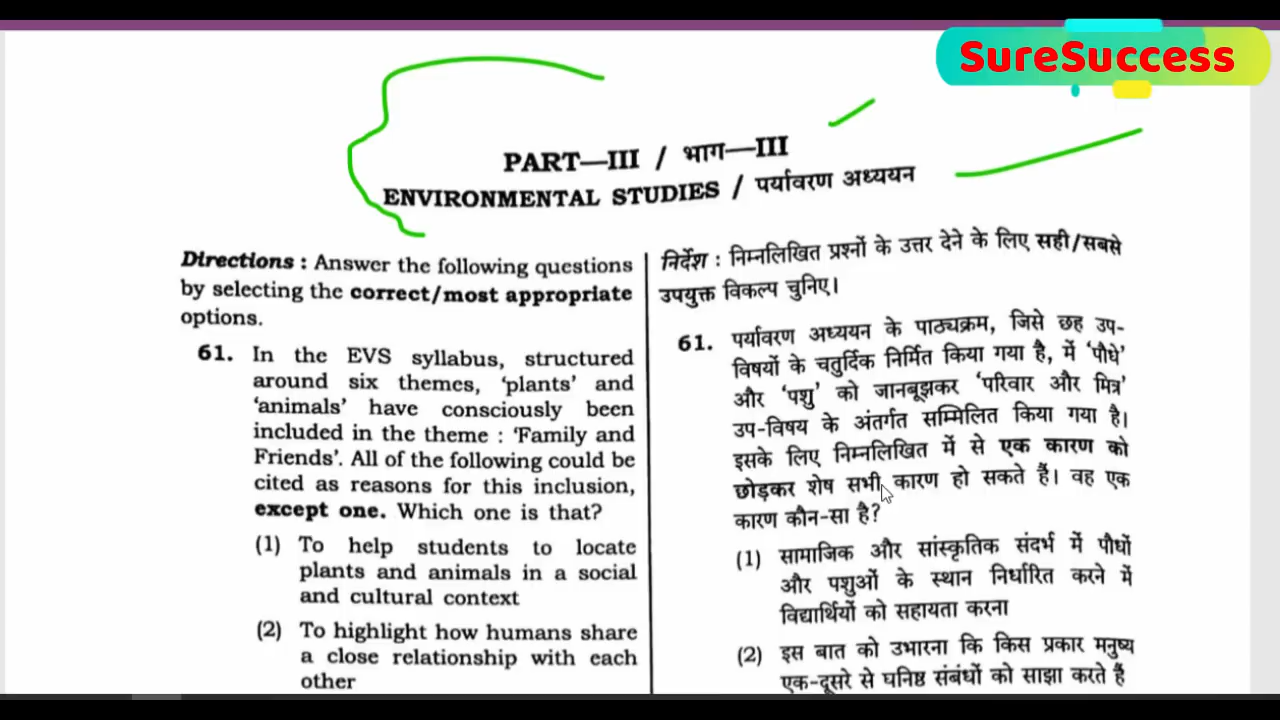 SureSuccess
PART—III / भाग—III
ENVIRONMENTAL STUDIES / पर्यावरण अध्ययन
Directions : Answer the following questions
by selecting the correct/most appropriate
options.
61. In the EVS syllabus, structured
around six themes, 'plants' and
'animals' have consciously been
included in the theme : 'Family and
Friends'. All of the following could be
cited as reasons for this inclusion,
except one. Which one is that?
(1) To help students to locate
plants and animals in a social
and cultural context
(2) To highlight how humans share
a close relationship with each
other
निर्देश : निम्नलिखित प्रश्नों के उत्तर देने के लिए सही/सबसे
उपयुक्त विकल्प चुनिए।
61. पर्यावरण अध्ययन के पाठ्यक्रम, जिसे छह उप-
विषयों के चतुर्दिक निर्मित किया गया है, में 'पौधे'
और 'पशु' को जानबूझकर 'परिवार और मित्र'
उप-विषय के अंतर्गत सम्मिलित किया गया है।
इसके लिए निम्नलिखित में से एक कारण को
छोड़कर शेष सभी कारण हो सकते हैं। वह एक
कारण कौन-सा है?
(1) सामाजिक और सांस्कृतिक संदर्भ में पौधों
और पशुओं के स्थान निर्धारित करने में
विद्यार्थियों को सहायता करना
(2) इस बात को उभारना कि किस प्रकार मनुष्य
एक-दूसरे से घनिष्ठ संबंधों को साझा करते हैं